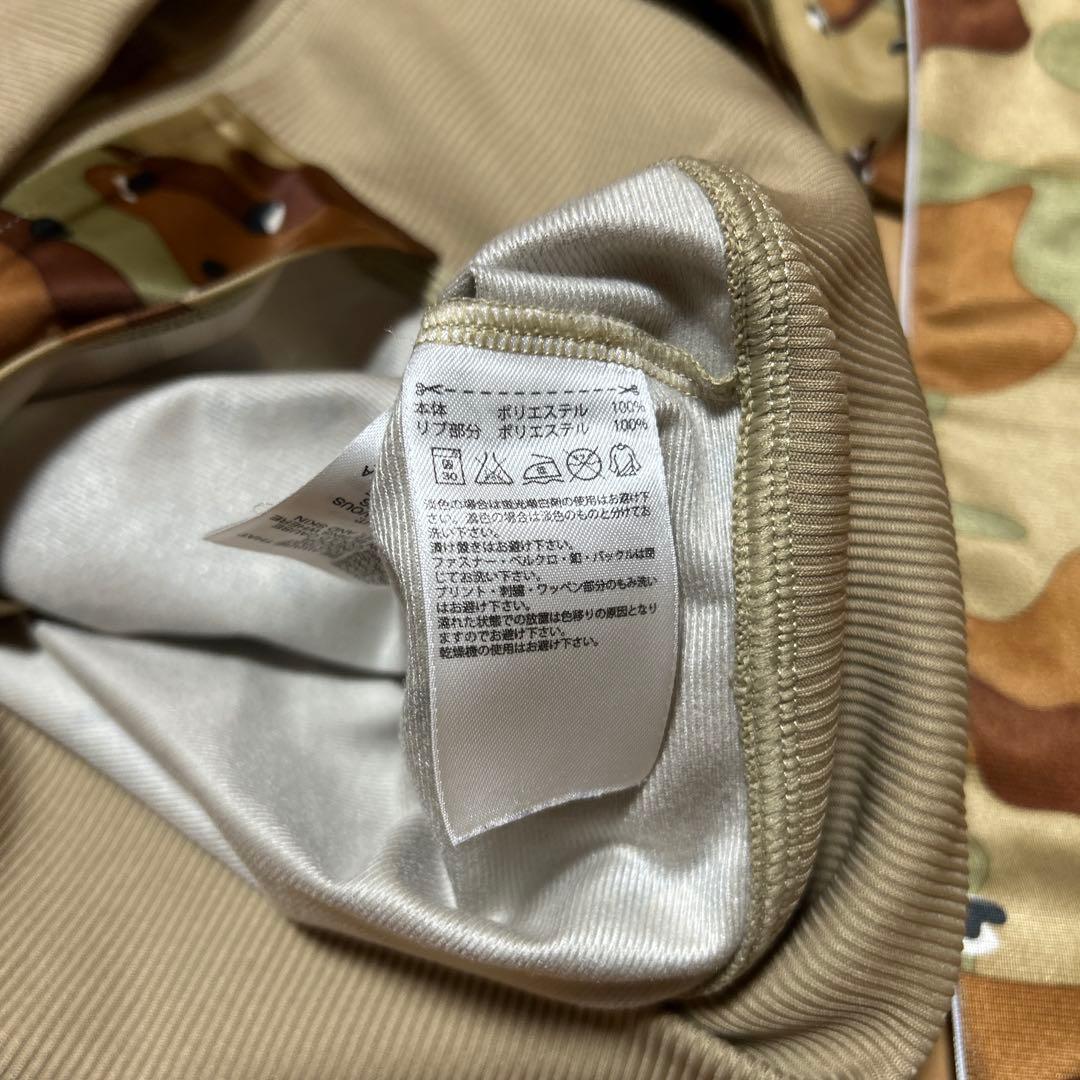 本体 ポリエステル 100%
リブ部分 ポリエステル 100%
30
淡色の場合は蛍光増白剤の使用はお避け下
さい。濃色の場合は濃色のものと分けてお
洗い下さい。
漬け置きはお避け下さい。
ファスナー・ベルクロ・釦・バックルは閉
じてお洗い下さい。
プリント・刺繍・ワッペン部分のもみ洗い
はお避け下さい。
濡れた状態での放置は色移りの原因となり
ますのでお避け下さい。
乾燥機の使用はお避け下さい。
AND SKIN